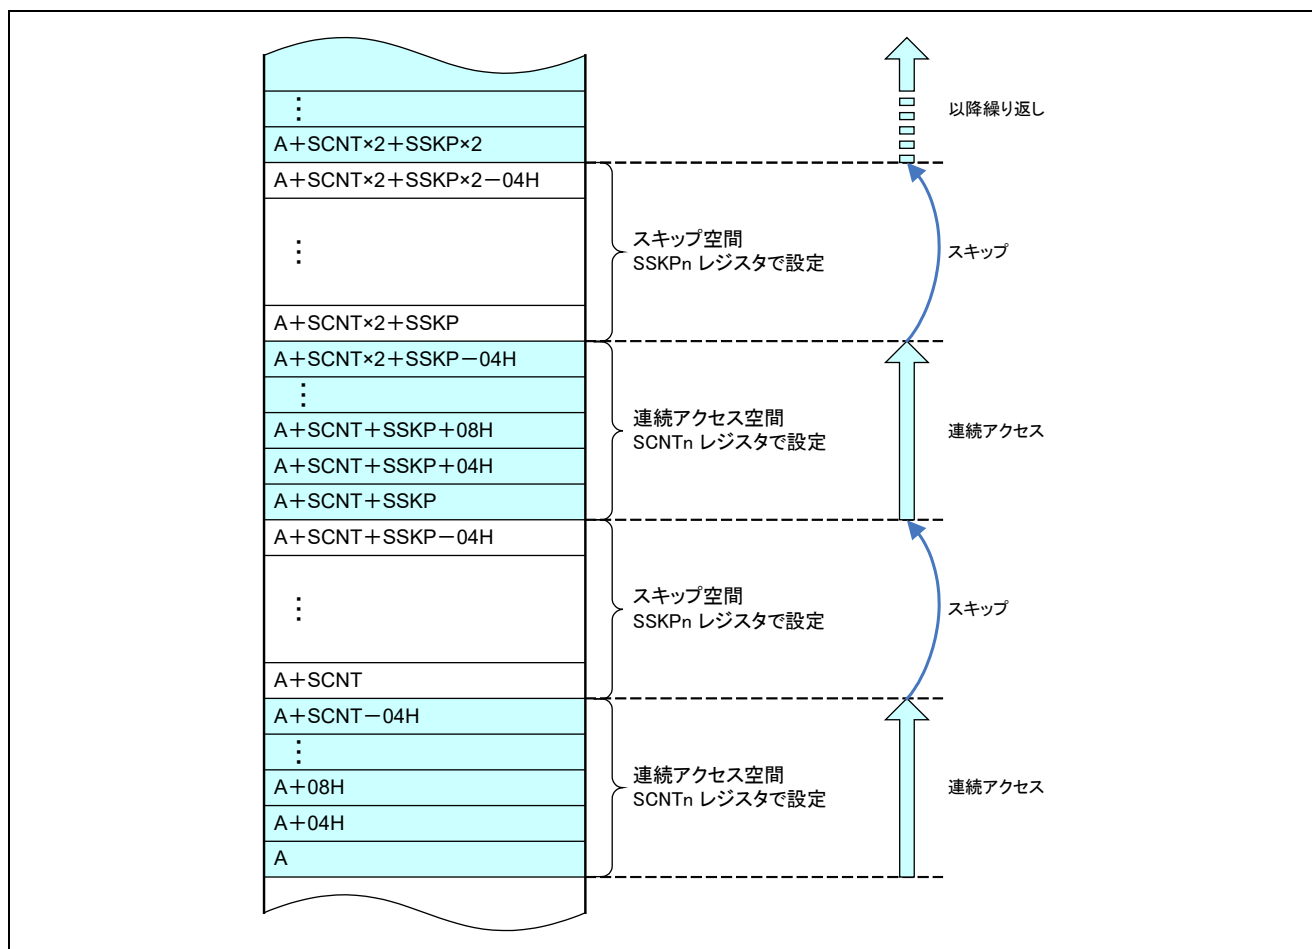 以降繰り返し
⋮
A+SCNT×2+SSKP×2
A+SCNT×2+SSKP×2−04H
スキップ空間
SSKPn レジスタで設定
スキップ
⋮
A+SCNT×2+SSKP
A+SCNT×2+SSKP−04H
⋮
連続アクセス空間
SCNTn レジスタで設定
連続アクセス
A+SCNT+SSKP+08H
A+SCNT+SSKP+04H
A+SCNT+SSKP
A+SCNT+SSKP−04H
スキップ空間
SSKPn レジスタで設定
スキップ
⋮
A+SCNT
A+SCNT−04H
⋮
連続アクセス空間
SCNTn レジスタで設定
連続アクセス
A+08H
A+04H
A